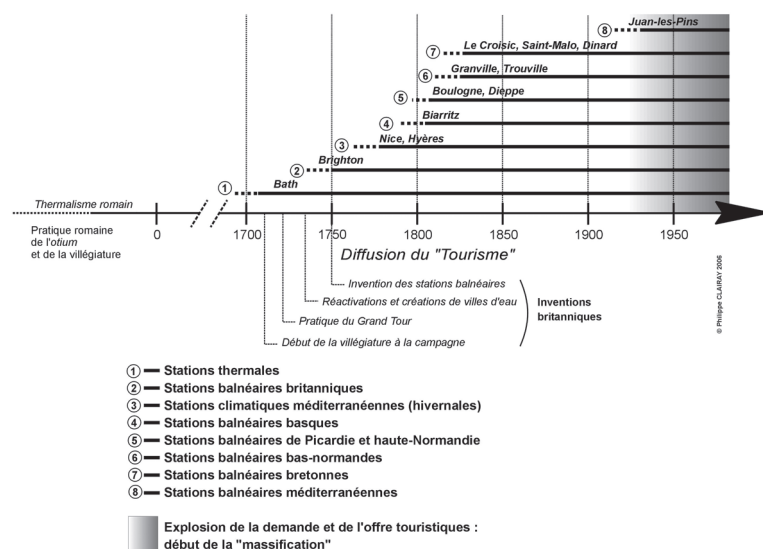 8 Juan-les-Pins
7 Le Croisic, Saint-Malo, Dinard
6 Granville, Trouville
5 Boulogne, Dieppe
4 Biarritz
3 Nice, Hyères
2 Brighton
1 Bath
Thermalisme romain
Pratique romaine
de l'otium
et de la villégiature
0 1700 1750 1800 1850 1900 1950
Diffusion du "Tourisme"
Invention des stations balnéaires
Réactivations et créations de villes d'eau
Pratique du Grand Tour
Début de la villégiature à la campagne
Inventions
britanniques
© Philippe CLAIRAY 2006
1 Stations thermales
2 Stations balnéaires britanniques
3 Stations climatiques méditerranéennes (hivernales)
4 Stations balnéaires basques
5 Stations balnéaires de Picardie et haute-Normandie
6 Stations balnéaires bas-normandes
7 Stations balnéaires bretonnes
8 Stations balnéaires méditerranéennes
Explosion de la demande et de l'offre touristiques :
début de la "massification"